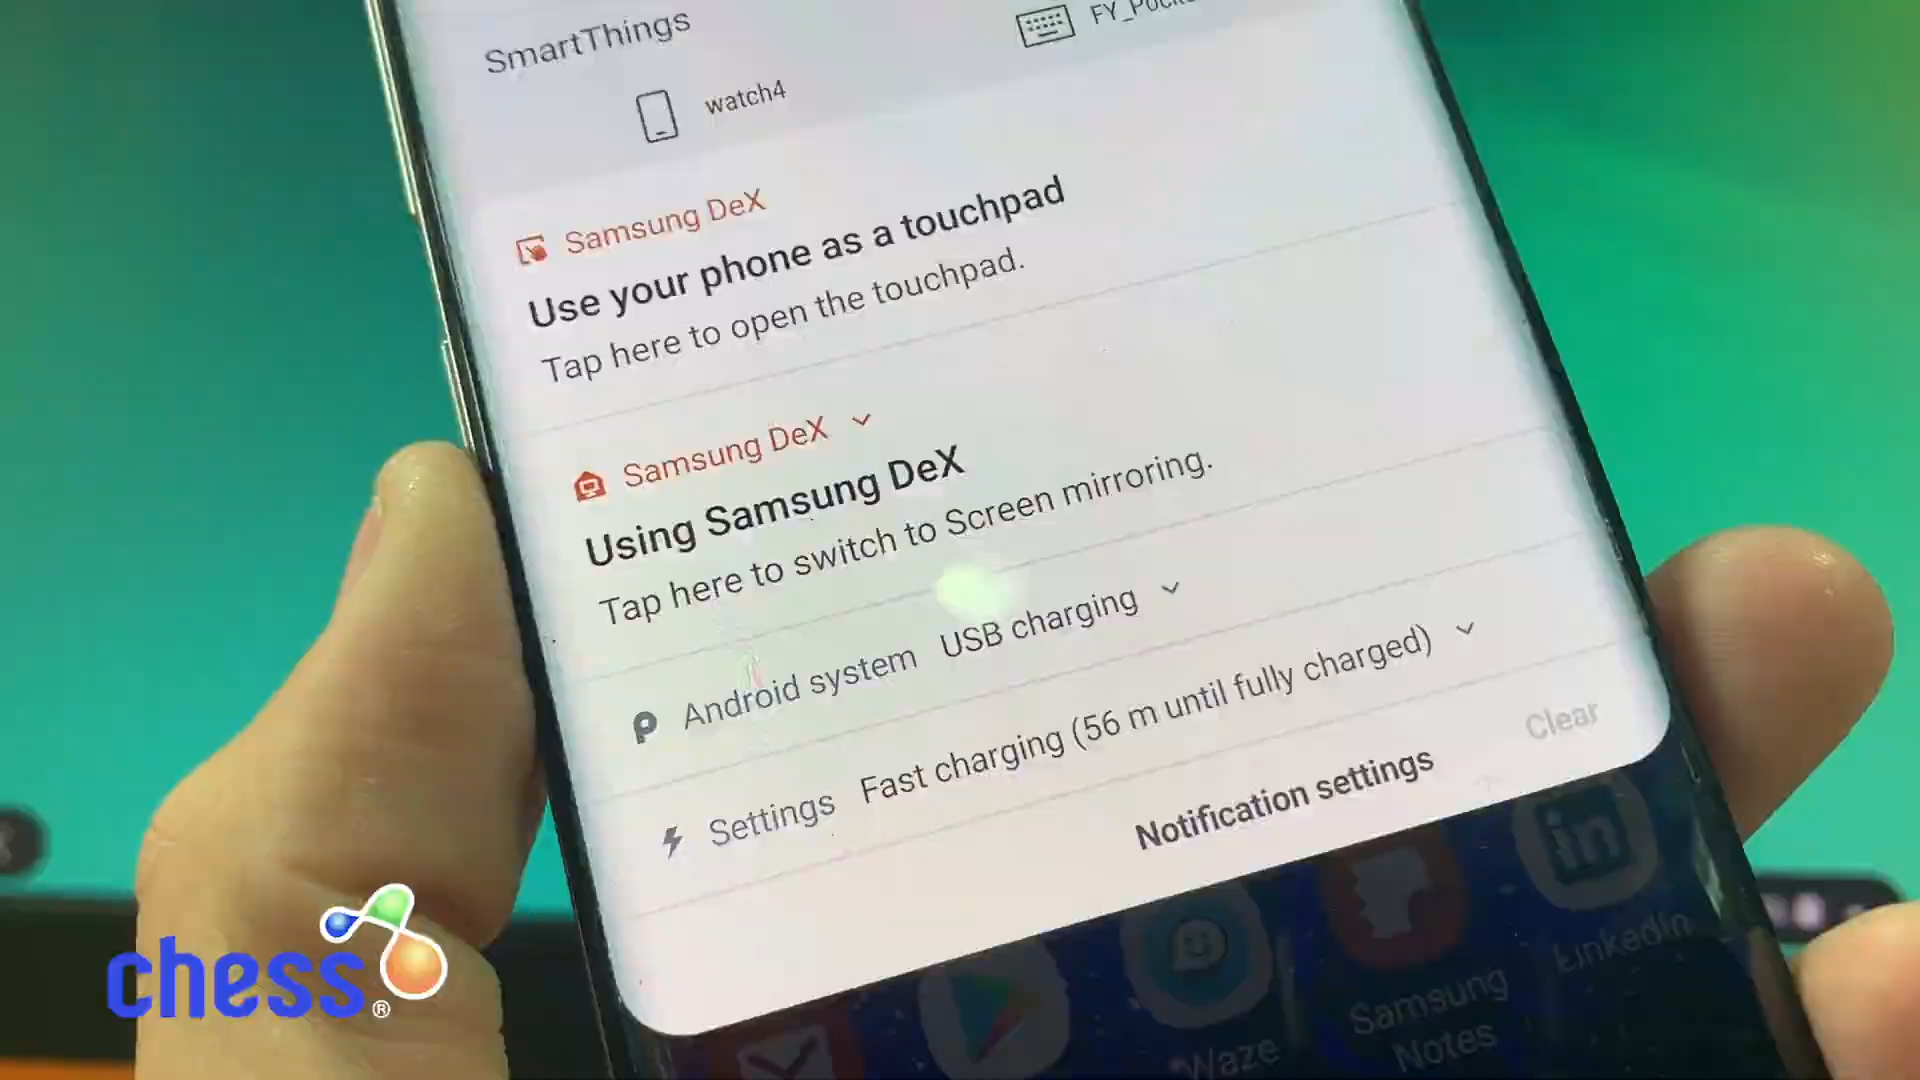 SmartThings
watch4
Samsung DeX
Use your phone as a touchpad
Tap here to open the touchpad.
Samsung DeX
Using Samsung DeX
Tap here to switch to Screen mirroring.
Android system USB charging
Settings Fast charging (56 m until fully charged)
Notification settings
Clear
in
LinkedIn
Samsung
Notes
Waze
chess®